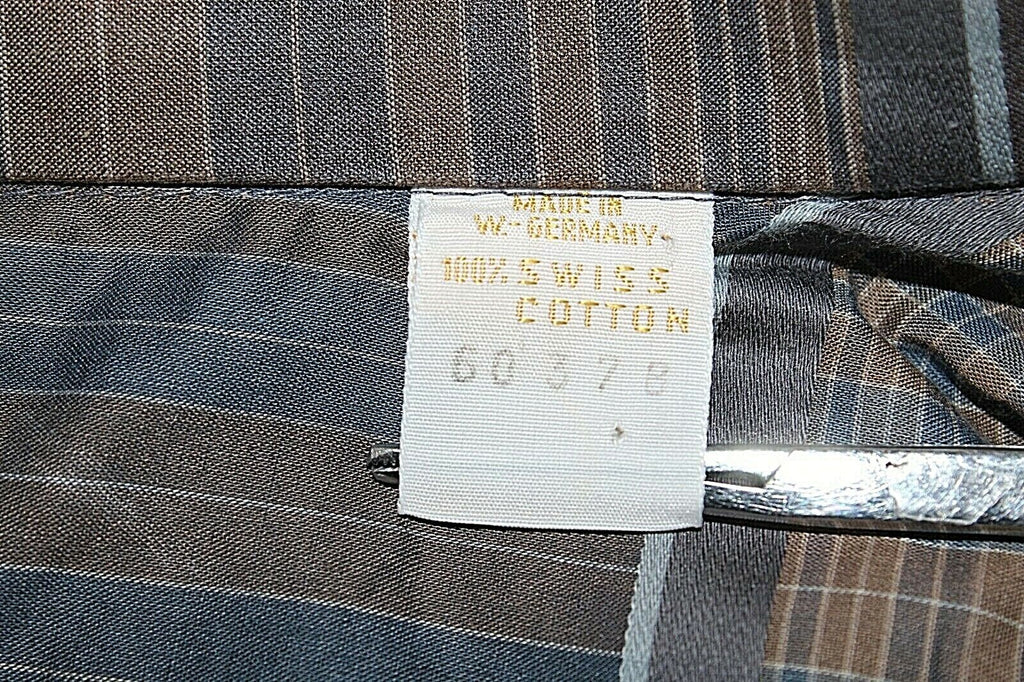 MADE IN
W.-GERMANY
100% SWISS
COTTON
60378